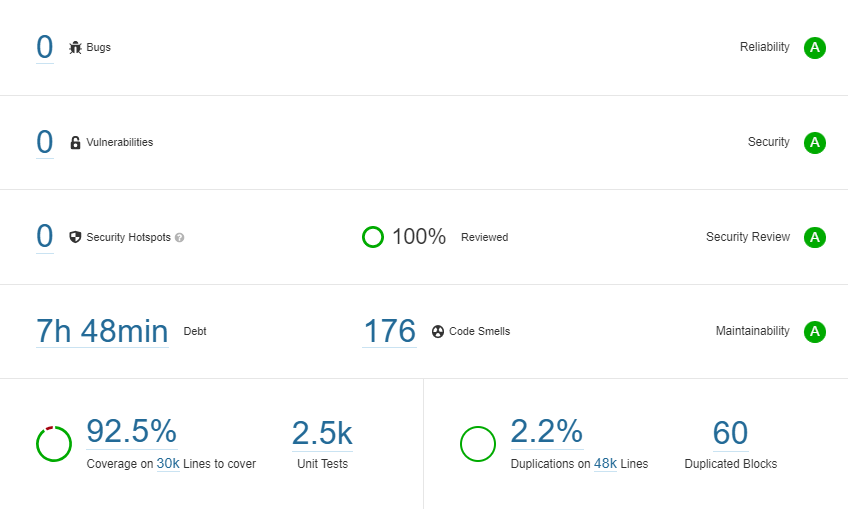 0 Bugs Reliability A
0 Vulnerabilities Security A
0 Security Hotspots ? 100% Reviewed Security Review A
7h 48min Debt 176 Code Smells Maintainability A
92.5% 2.5k 2.2% 60
Coverage on 30k Lines to cover Unit Tests Duplications on 48k Lines Duplicated Blocks